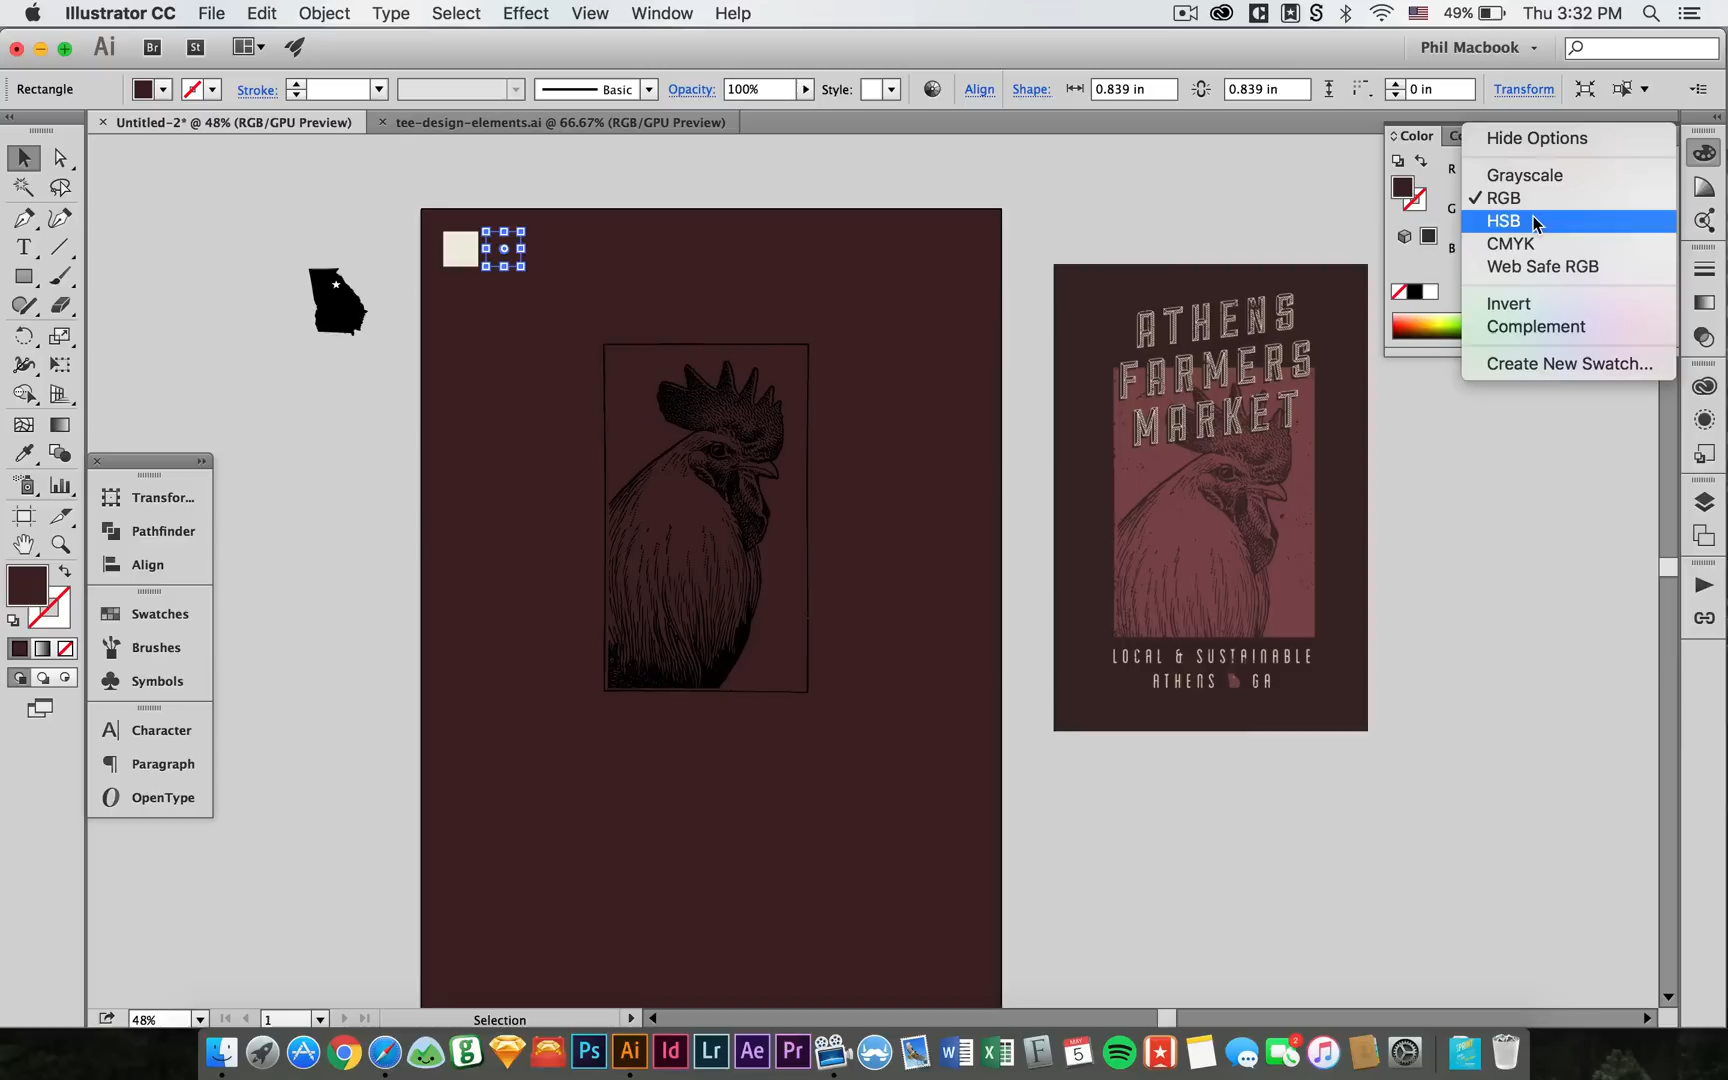 Illustrator CC File Edit Object Type Select Effect View Window Help 49% Thu 3:32 PM
Ai Br St Phil Macbook
Rectangle Stroke: Basic Opacity: 100% Style: Align Shape: 0.839 in 0.839 in 0 in Transform
Untitled-2* @ 48% (RGB/GPU Preview) tee-design-elements.ai @ 66.67% (RGB/GPU Preview)
Color Co
Hide Options
R
Grayscale
RGB
G
HSB
CMYK
B
Web Safe RGB
Invert
Complement
Create New Swatch...
T
ATHENS
FARMERS
MARKET
LOCAL & SUSTAINABLE
ATHENS GA
Transfor...
Pathfinder
Align
Swatches
Brushes
Symbols
A Character
Paragraph
O OpenType
48% 1 Selection
Ps Ai Id Lr Ae Pr W X F MAY 5 2